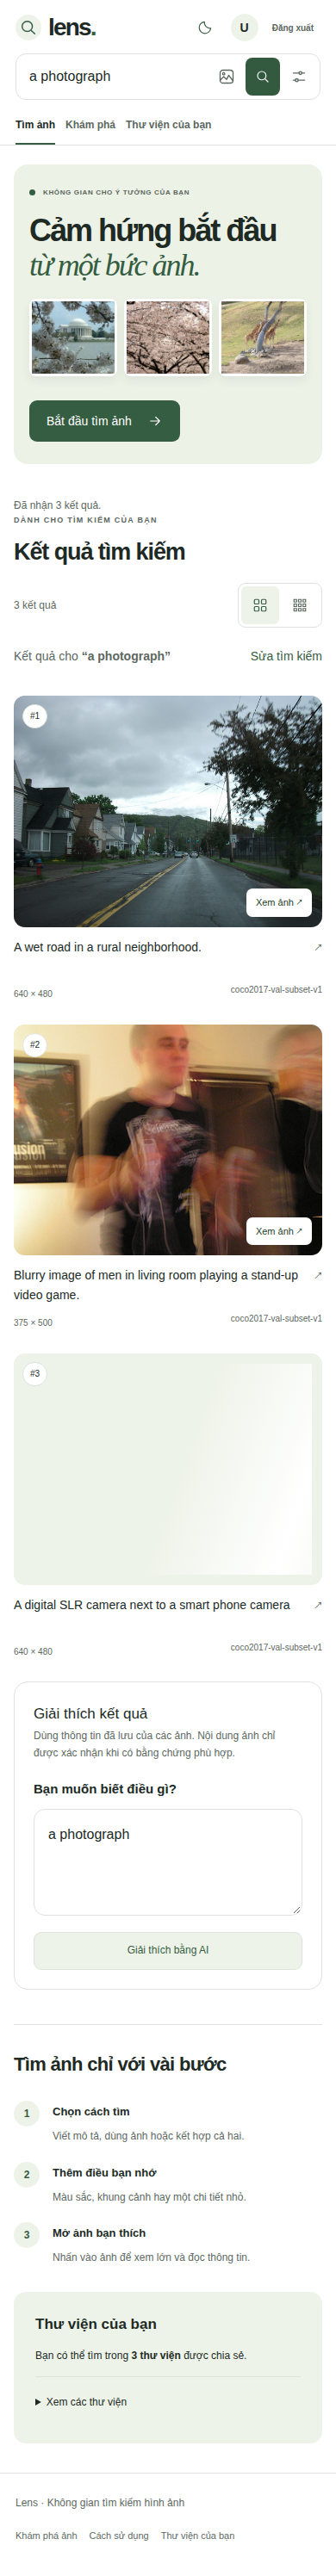 lens.
U
Đăng xuất
a photograph
Tìm ảnh Khám phá Thư viện của bạn
KHÔNG GIAN CHO Ý TƯỞNG CỦA BẠN
Cảm hứng bắt đầu
từ một bức ảnh.
Bắt đầu tìm ảnh →
Đã nhận 3 kết quả.
DÀNH CHO TÌM KIẾM CỦA BẠN
Kết quả tìm kiếm
3 kết quả
Kết quả cho “a photograph” Sửa tìm kiếm
#1
Xem ảnh ↗
A wet road in a rural neighborhood. ↗
640 × 480 coco2017-val-subset-v1
#2
usion
Xem ảnh ↗
Blurry image of men in living room playing a stand-up ↗
video game.
375 × 500 coco2017-val-subset-v1
#3
A digital SLR camera next to a smart phone camera ↗
640 × 480 coco2017-val-subset-v1
Giải thích kết quả
Dùng thông tin đã lưu của các ảnh. Nội dung ảnh chỉ
được xác nhận khi có bằng chứng phù hợp.
Bạn muốn biết điều gì?
a photograph
Giải thích bằng AI
Tìm ảnh chỉ với vài bước
1 Chọn cách tìm
Viết mô tả, dùng ảnh hoặc kết hợp cả hai.
2 Thêm điều bạn nhớ
Màu sắc, khung cảnh hay một chi tiết nhỏ.
3 Mở ảnh bạn thích
Nhấn vào ảnh để xem lớn và đọc thông tin.
Thư viện của bạn
Bạn có thể tìm trong 3 thư viện được chia sẻ.
▶ Xem các thư viện
Lens · Không gian tìm kiếm hình ảnh
Khám phá ảnh Cách sử dụng Thư viện của bạn